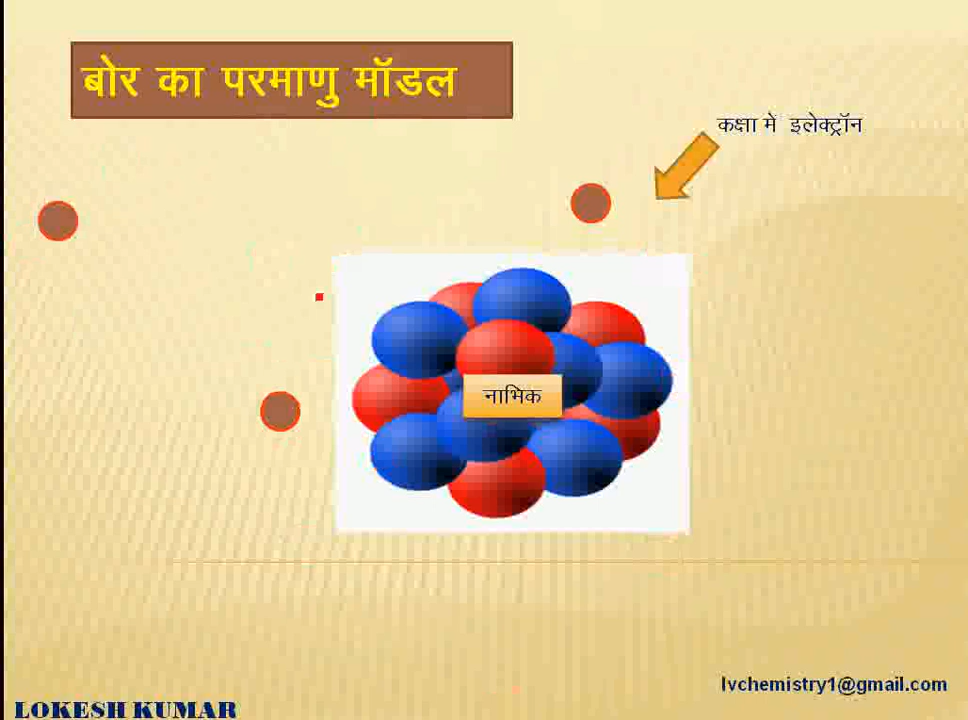 बोर का परमाणु मॉडल
कक्षा में इलेक्ट्रॉन
नाभिक
lvchemistry1@gmail.com
LOKESH KUMAR